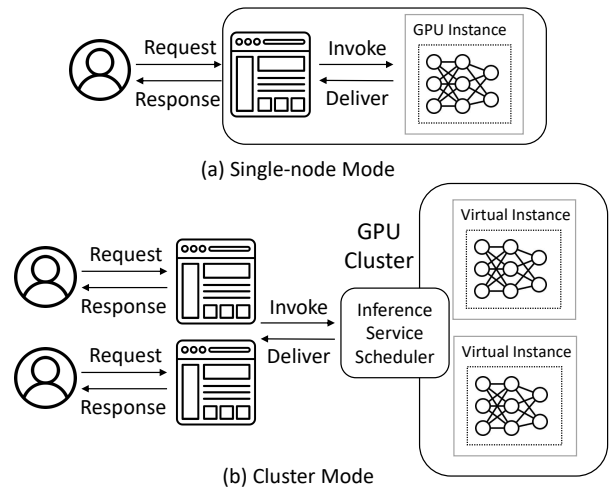 Request
Response
Invoke
Deliver
GPU Instance
(a) Single-node Mode
Request
Response
Request
Response
Invoke
Deliver
GPU
Cluster
Inference
Service
Scheduler
Virtual Instance
Virtual Instance
(b) Cluster Mode